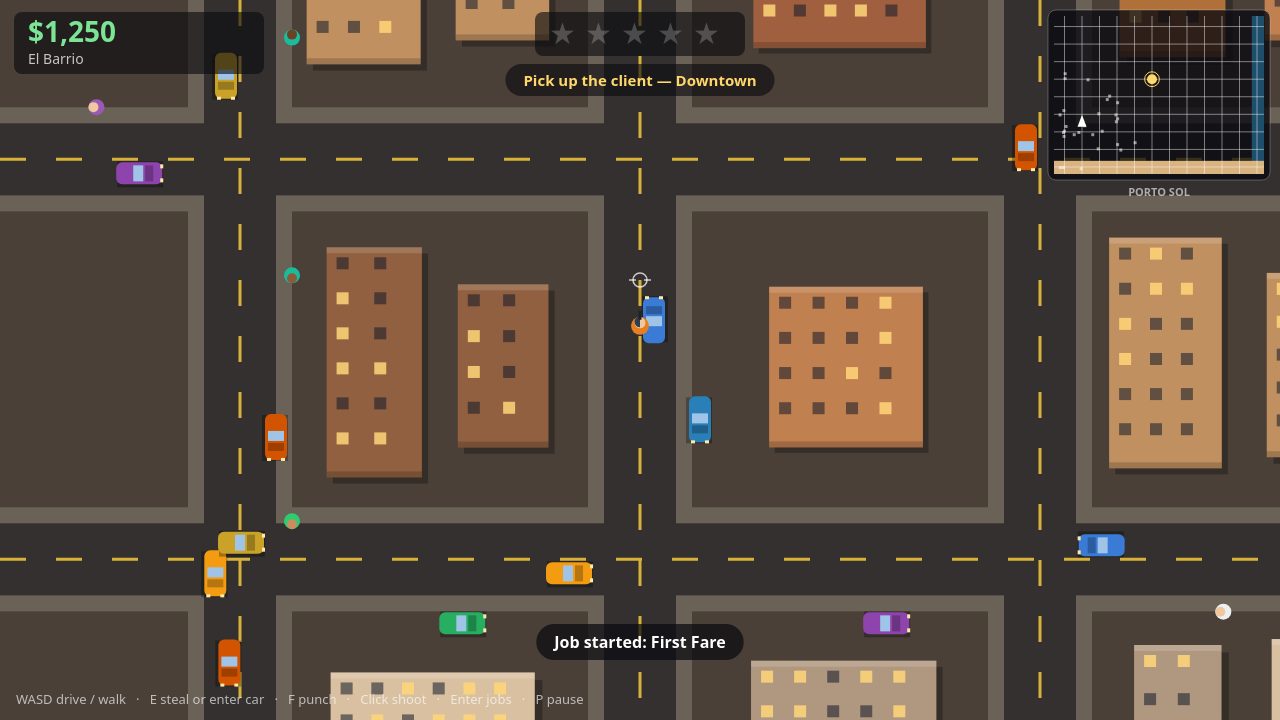 $1,250
El Barrio
Pick up the client — Downtown
PORTO SOL
Job started: First Fare
WASD drive / walk · E steal or enter car · F punch · Click shoot · Enter jobs · P pause